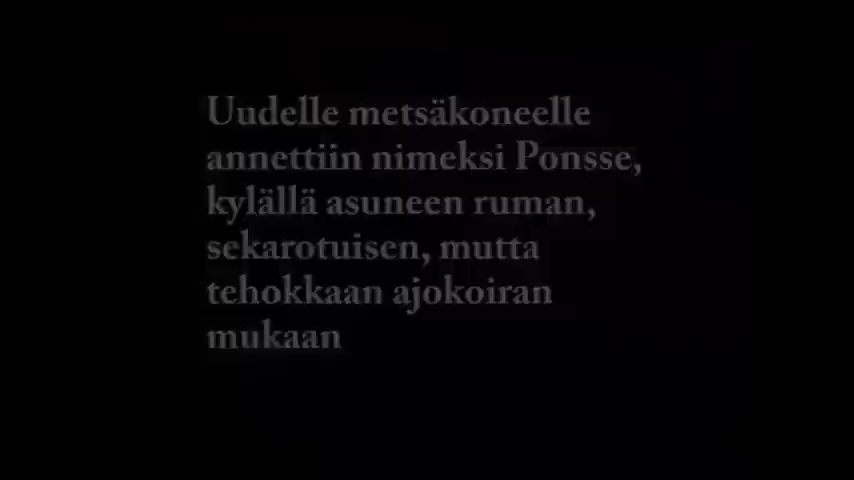 Uudelle metsäkoneelle
annettiin nimeksi Ponsse,
kylällä asuneen ruman,
sekarotuisen, mutta
tehokkaan ajokoiran
mukaan